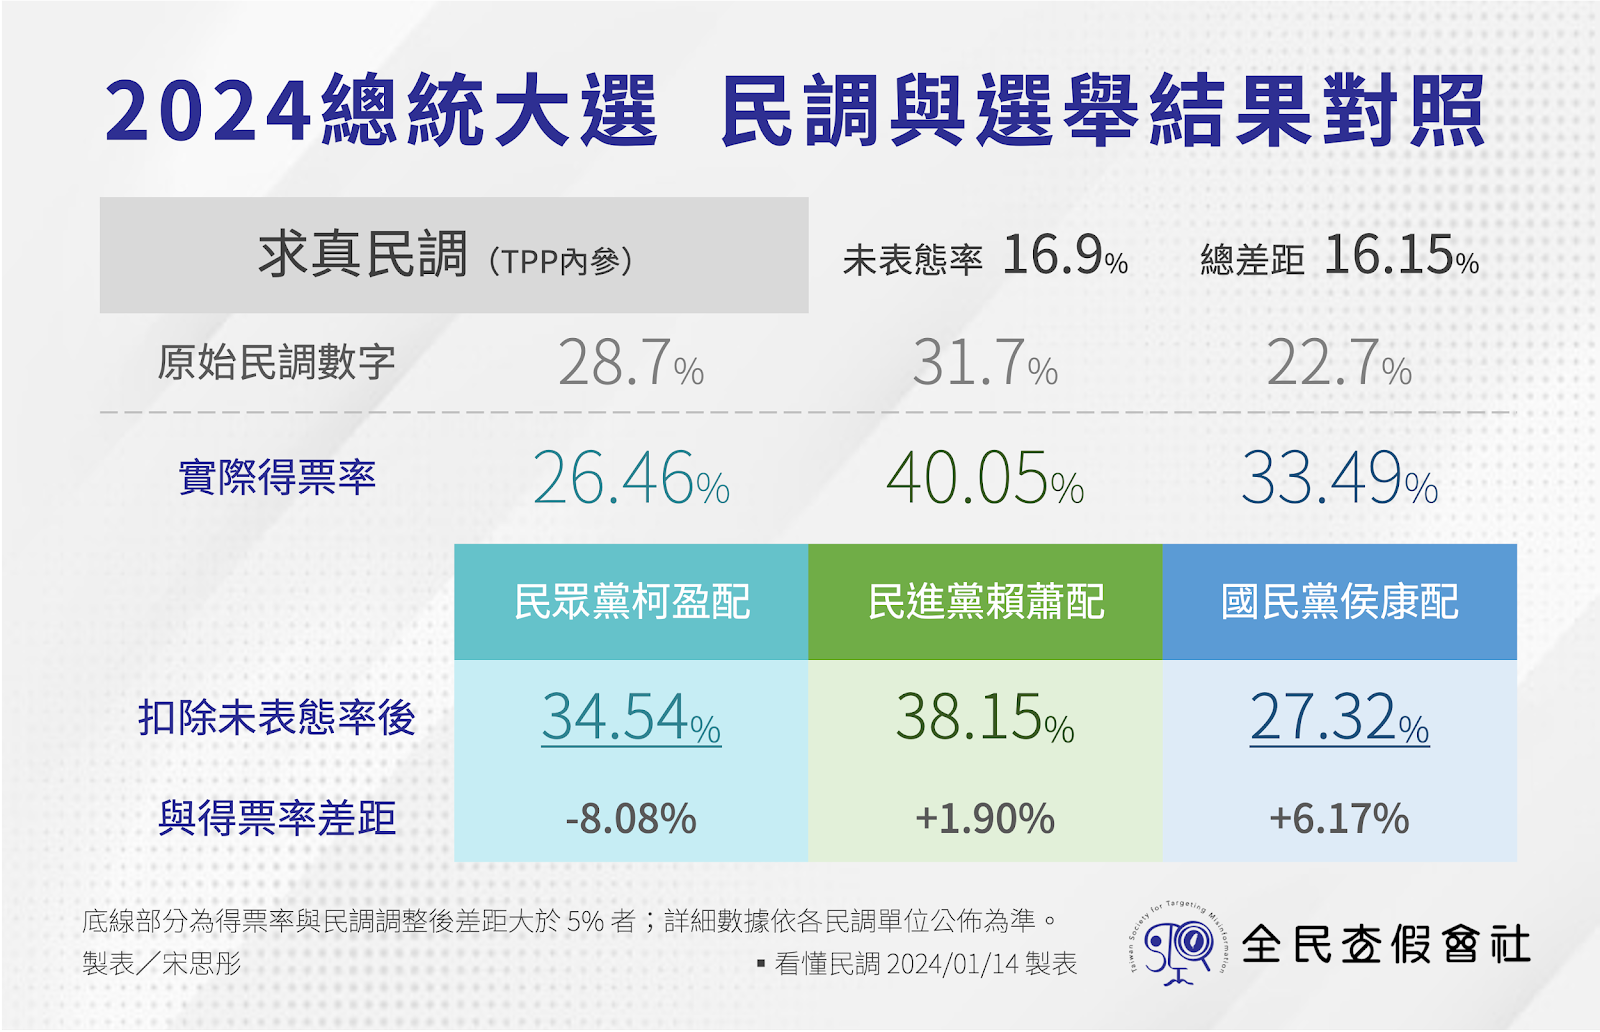 2024總統大選 民調與選舉結果對照
求真民調（TPP內參） 未表態率 16.9% 總差距 16.15%
原始民調數字 28.7% 31.7% 22.7%
實際得票率 26.46% 40.05% 33.49%
民眾黨柯盈配 民進黨賴蕭配 國民黨侯康配
扣除未表態率後 34.54% 38.15% 27.32%
與得票率差距 -8.08% +1.90% +6.17%
底線部分為得票率與民調調整後差距大於 5% 者；詳細數據依各民調單位公佈為準。
製表／宋思彤 ▪ 看懂民調 2024/01/14 製表
Taiwan Society for Targeting Misinformation
全民查假會社